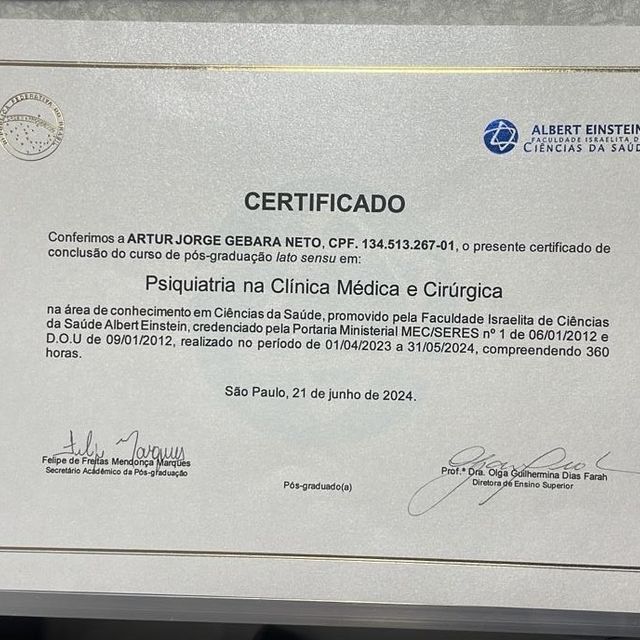 ALBERT EINSTEIN
FACULDADE ISRAELITA DE
CIÊNCIAS DA SAÚD
CERTIFICADO
Conferimos a ARTUR JORGE GEBARA NETO, CPF. 134.513.267-01, o presente certificado de
conclusão do curso de pós-graduação lato sensu em:
Psiquiatria na Clínica Médica e Cirúrgica
na área de conhecimento em Ciências da Saúde, promovido pela Faculdade Israelita de Ciências
da Saúde Albert Einstein, credenciado pela Portaria Ministerial MEC/SERES nº 1 de 06/01/2012 e
D.O.U de 09/01/2012, realizado no período de 01/04/2023 a 31/05/2024, compreendendo 360
horas.
São Paulo, 21 de junho de 2024.
Felipe Marques
Felipe de Freitas Mendonça Marques
Secretário Acadêmico da Pós-graduação
Pós-graduado(a)
Prof.ª Dra. Olga Guilhermina Dias Farah
Diretora de Ensino Superior